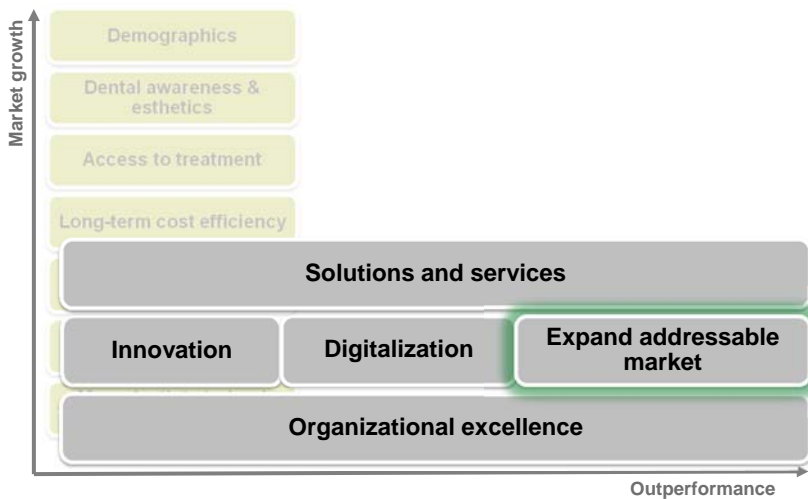 Market growth
Demographics
Dental awareness &
esthetics
Access to treatment
Long-term cost efficiency
Solutions and services
Innovation
Digitalization
Expand addressable
market
Organizational excellence
Outperformance